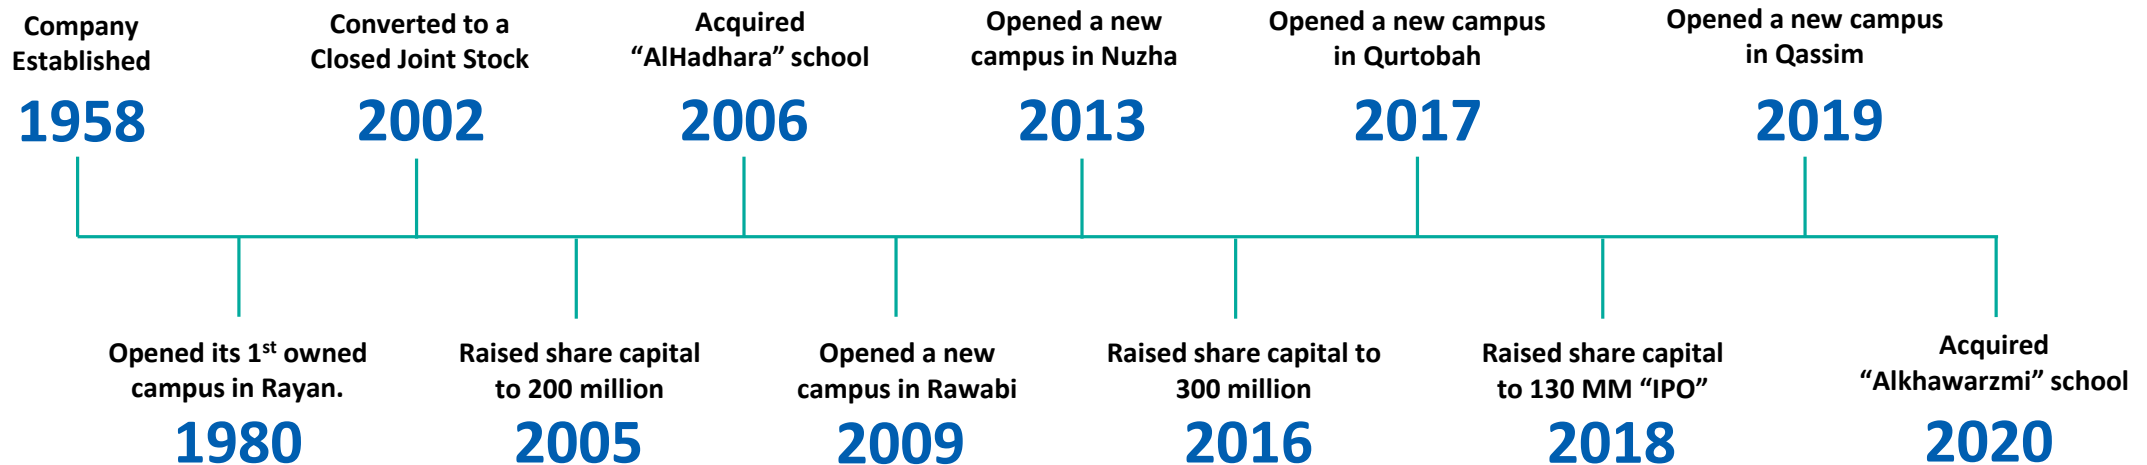 Company
Established
1958
Converted to a
Closed Joint Stock
2002
Acquired
“AlHadhara” school
2006
Opened a new
campus in Nuzha
2013
Opened a new campus
in Qurtobah
2017
Opened a new campus
in Qassim
2019
Opened its 1st owned
campus in Rayan.
1980
Raised share capital
to 200 million
2005
Opened a new
campus in Rawabi
2009
Raised share capital to
300 million
2016
Raised share capital
to 130 MM “IPO”
2018
Acquired
“Alkhawarzmi” school
2020